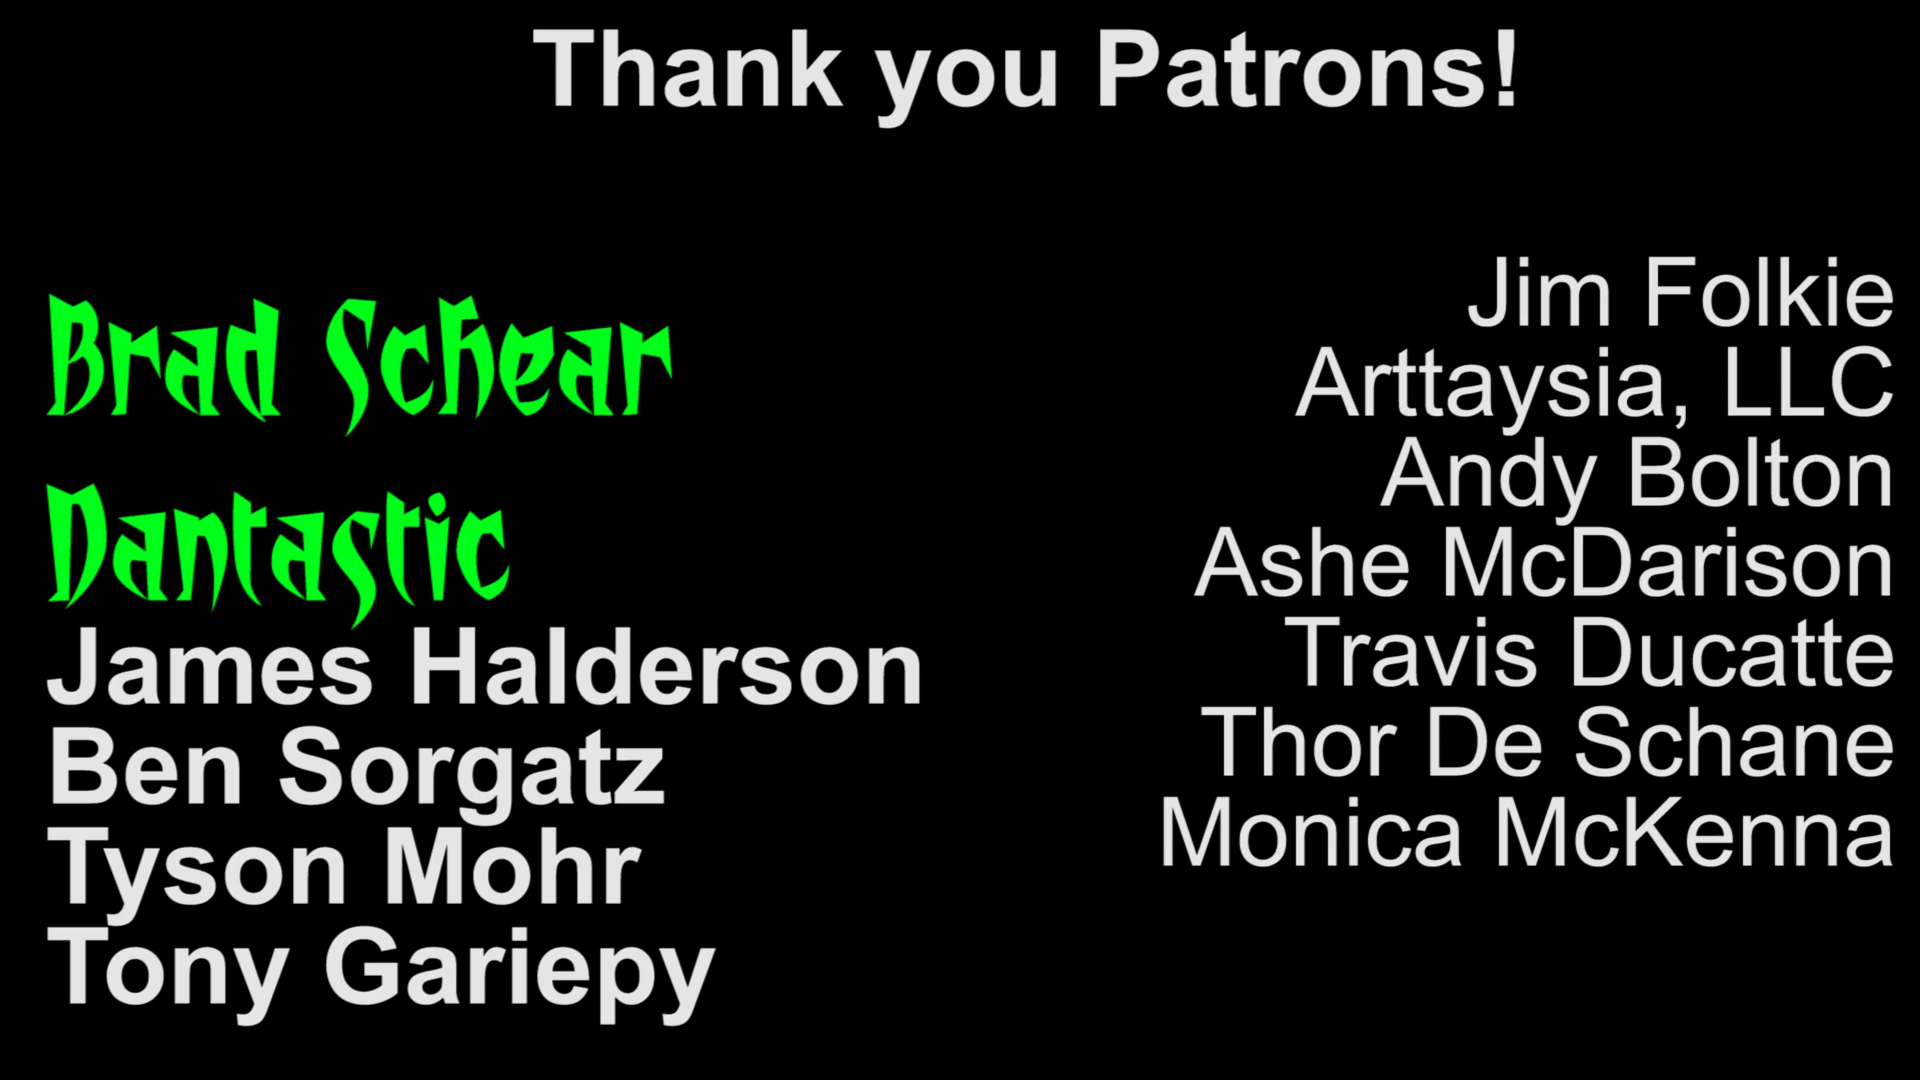 Thank you Patrons!
Brad Schear
Dantastic
James Halderson
Ben Sorgatz
Tyson Mohr
Tony Gariepy
Jim Folkie
Arttaysia, LLC
Andy Bolton
Ashe McDarison
Travis Ducatte
Thor De Schane
Monica McKenna